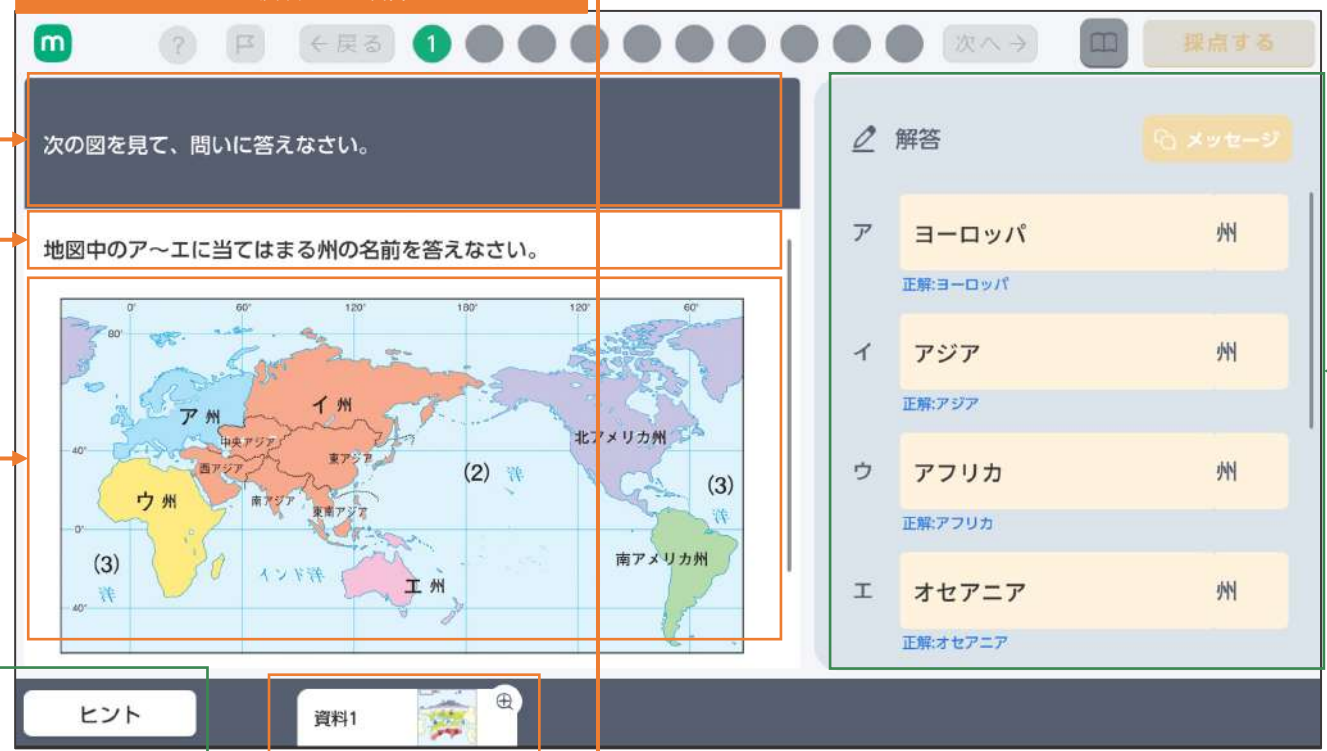 m
?
←戻る
1
次へ→
採点する
次の図を見て、問いに答えなさい。
地図中のア〜エに当てはまる州の名前を答えなさい。
0° 60° 120° 180° 120° 60°
80°
ア 州
イ 州
中央アジア
北アメリカ州
40°
西アジア
東アジア
(2) 洋
(3)
洋
ウ 州
南アジア
東南アジア
0°
(3)
洋
インド洋
エ 州
南アメリカ州
40°
解答
メッセージ
ア ヨーロッパ 州
正解:ヨーロッパ
イ アジア 州
正解:アジア
ウ アフリカ 州
正解:アフリカ
エ オセアニア 州
正解:オセアニア
ヒント
資料1